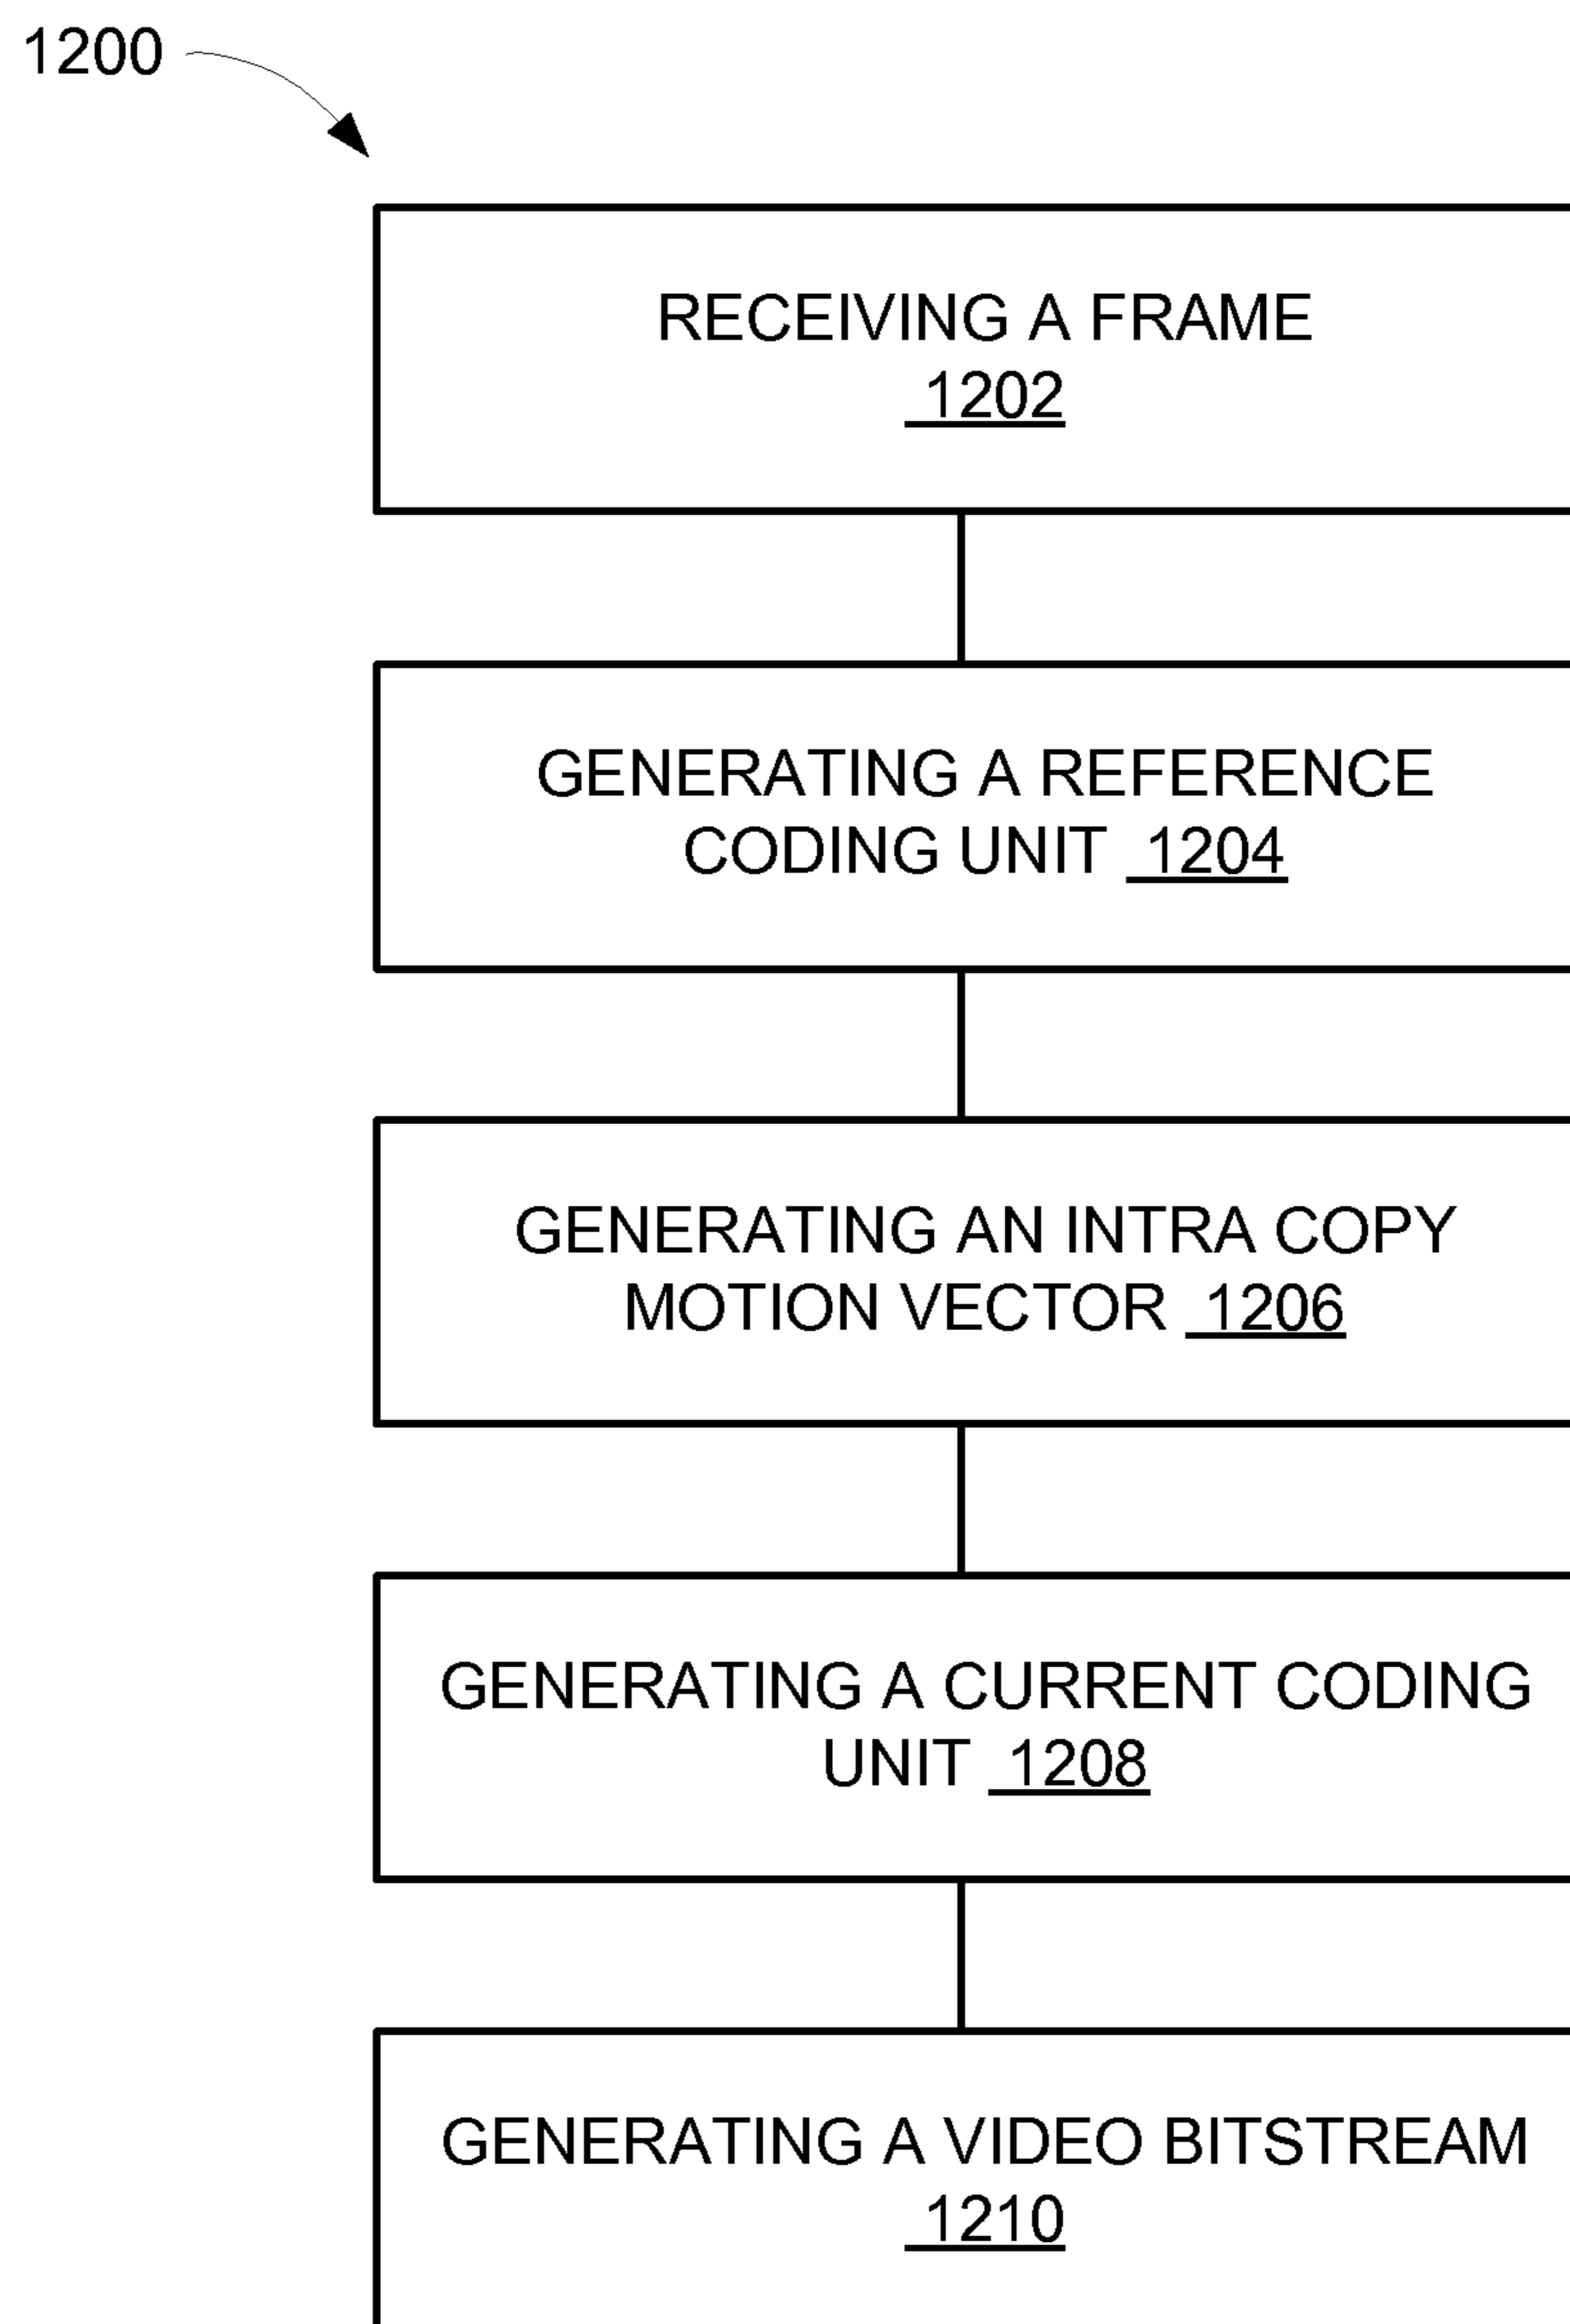 1200
RECEIVING A FRAME
1202
GENERATING A REFERENCE
CODING UNIT 1204
GENERATING AN INTRA COPY
MOTION VECTOR 1206
GENERATING A CURRENT CODING
UNIT 1208
GENERATING A VIDEO BITSTREAM
1210